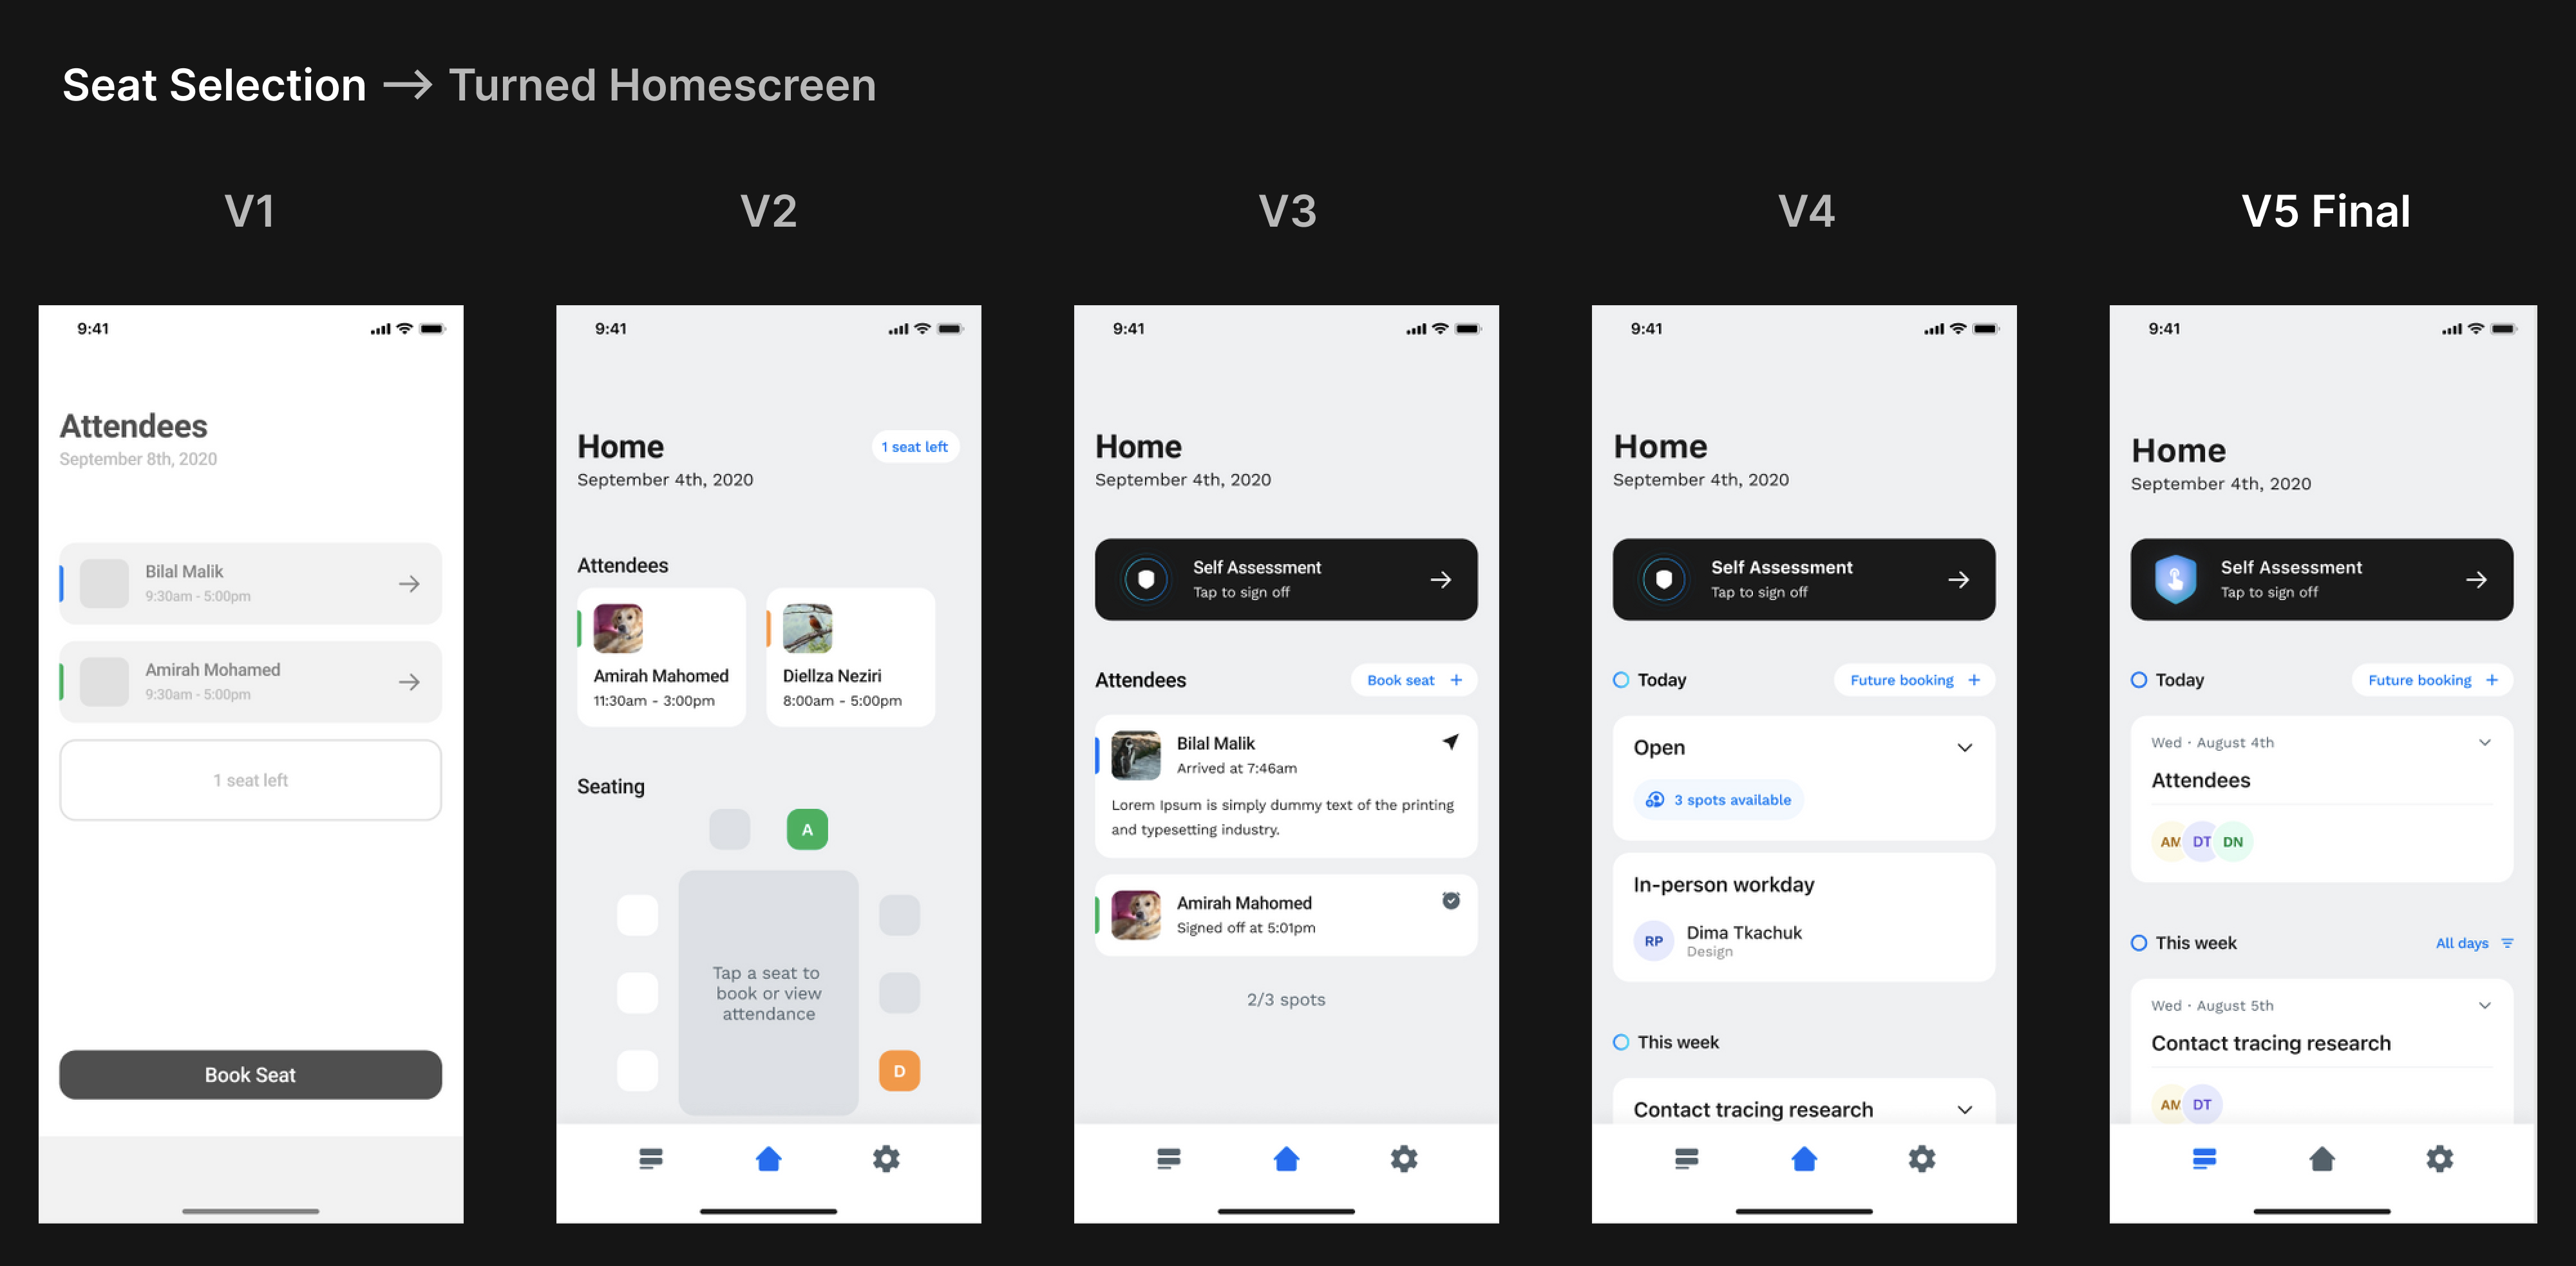 Seat Selection → Turned Homescreen
V1
V2
V3
V4
V5 Final
9:41
Attendees
September 8th, 2020
Bilal Malik
9:30am - 5:00pm
Amirah Mohamed
9:30am - 5:00pm
1 seat left
Book Seat
9:41
Home
1 seat left
September 4th, 2020
Attendees
Amirah Mahomed
11:30am - 3:00pm
Diellza Neziri
8:00am - 5:00pm
Seating
A
Tap a seat to
book or view
attendance
D
9:41
Home
September 4th, 2020
Self Assessment
Tap to sign off
Attendees
Book seat +
Bilal Malik
Arrived at 7:46am
Lorem Ipsum is simply dummy text of the printing
and typesetting industry.
Amirah Mahomed
Signed off at 5:01pm
2/3 spots
9:41
Home
September 4th, 2020
Self Assessment
Tap to sign off
Today
Future booking +
Open
3 spots available
In-person workday
RP
Dima Tkachuk
Design
This week
Contact tracing research
9:41
Home
September 4th, 2020
Self Assessment
Tap to sign off
Today
Future booking +
Wed · August 4th
Attendees
AM DT DN
This week
All days
Wed · August 5th
Contact tracing research
AM DT